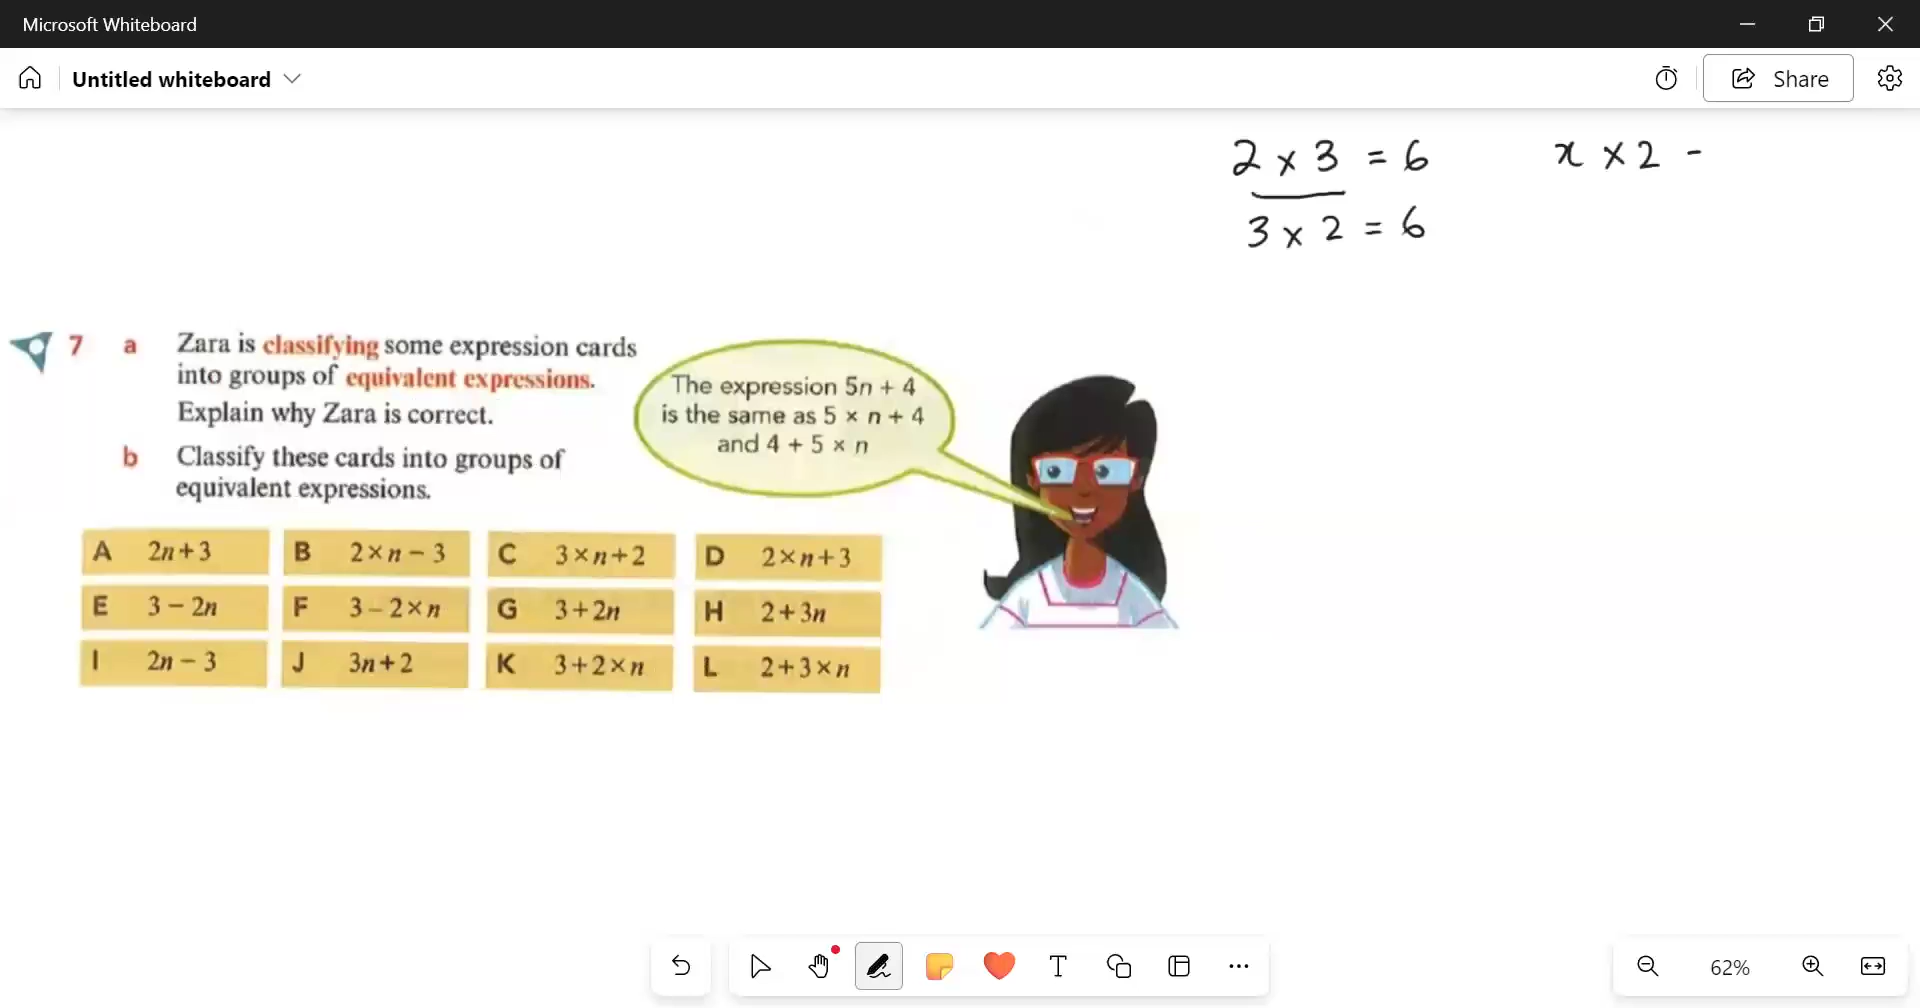 Microsoft Whiteboard
Untitled whiteboard
Share
2 × 3 = 6
x × 2 -
3 × 2 = 6
7 a Zara is classifying some expression cards
into groups of equivalent expressions.
Explain why Zara is correct.
b Classify these cards into groups of
equivalent expressions.
The expression 5n + 4
is the same as 5 × n + 4
and 4 + 5 × n
A 2n + 3
B 2 × n − 3
C 3 × n + 2
D 2 × n + 3
E 3 − 2n
F 3 − 2 × n
G 3 + 2n
H 2 + 3n
I 2n − 3
J 3n + 2
K 3 + 2 × n
L 2 + 3 × n
62%